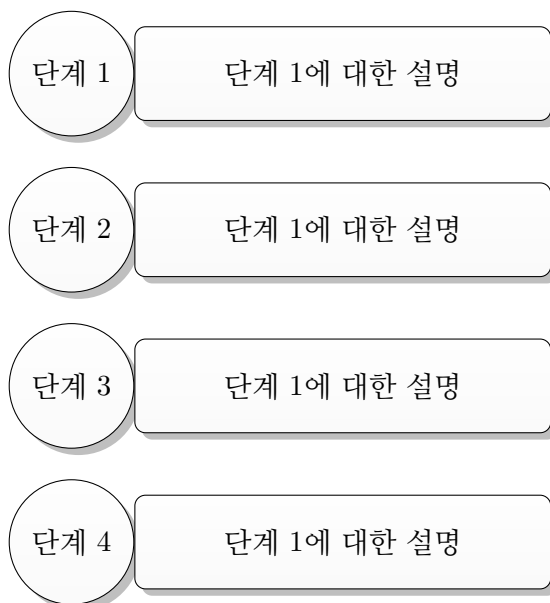 단계 1 단계 1에 대한 설명
단계 2 단계 1에 대한 설명
단계 3 단계 1에 대한 설명
단계 4 단계 1에 대한 설명